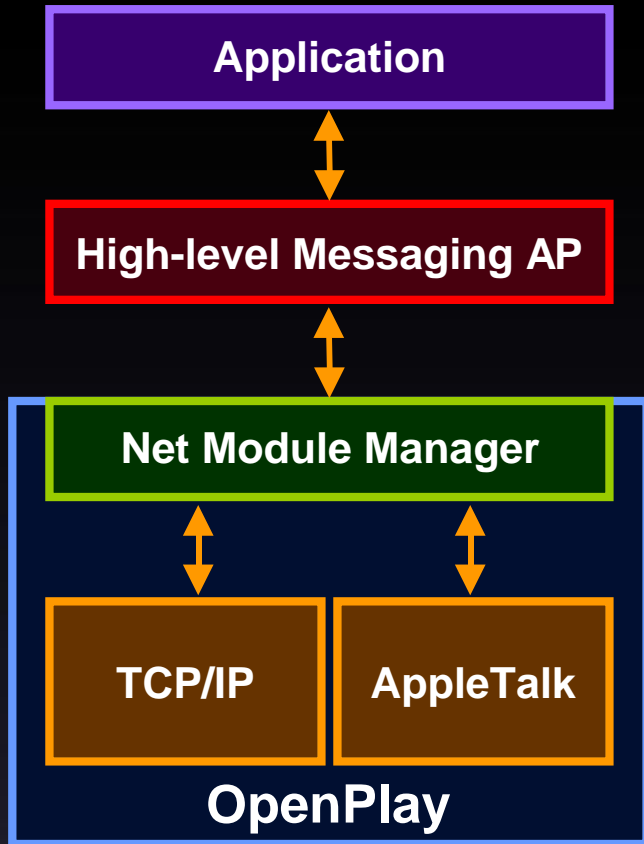 Application
High-level Messaging AP
Net Module Manager
TCP/IP
AppleTalk
OpenPlay